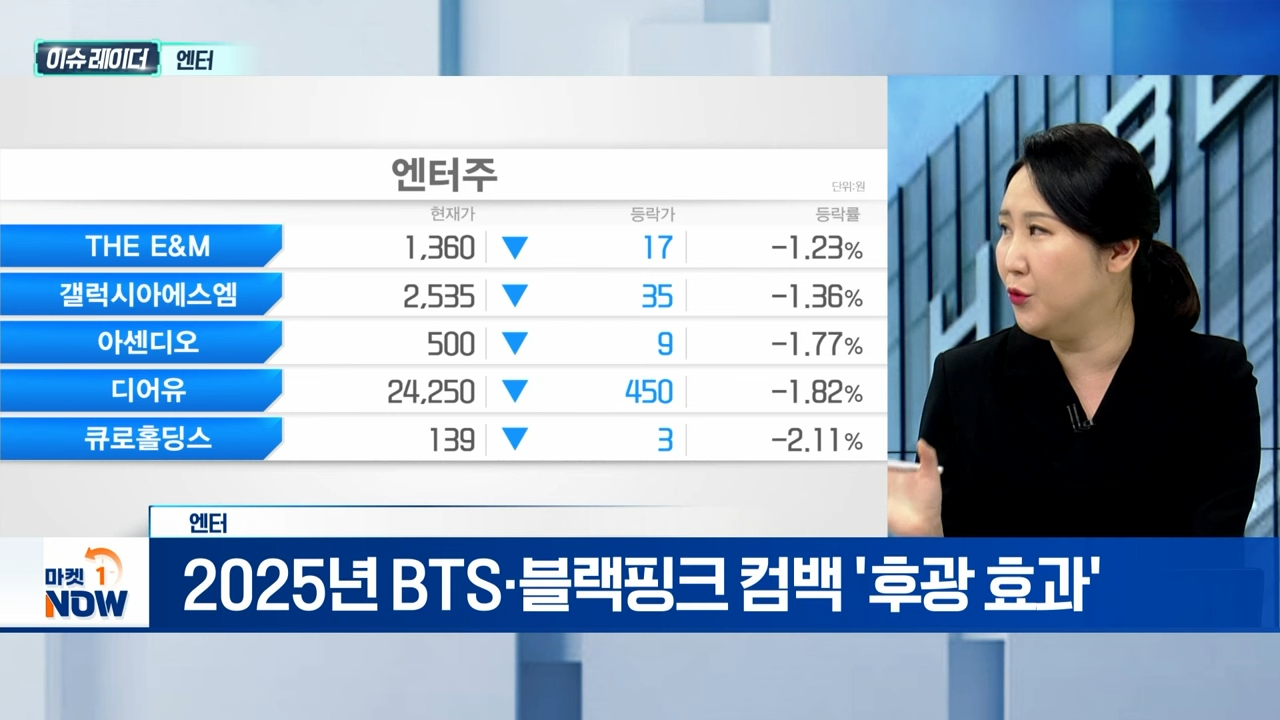 이슈 레이더 엔터
엔터주
단위:원
현재가 등락가 등락률
THE E&M 1,360 ▼ 17 -1.23%
갤럭시아에스엠 2,535 ▼ 35 -1.36%
아센디오 500 ▼ 9 -1.77%
디어유 24,250 ▼ 450 -1.82%
큐로홀딩스 139 ▼ 3 -2.11%
엔터
마켓 1
NOW
2025년 BTS·블랙핑크 컴백 '후광 효과'